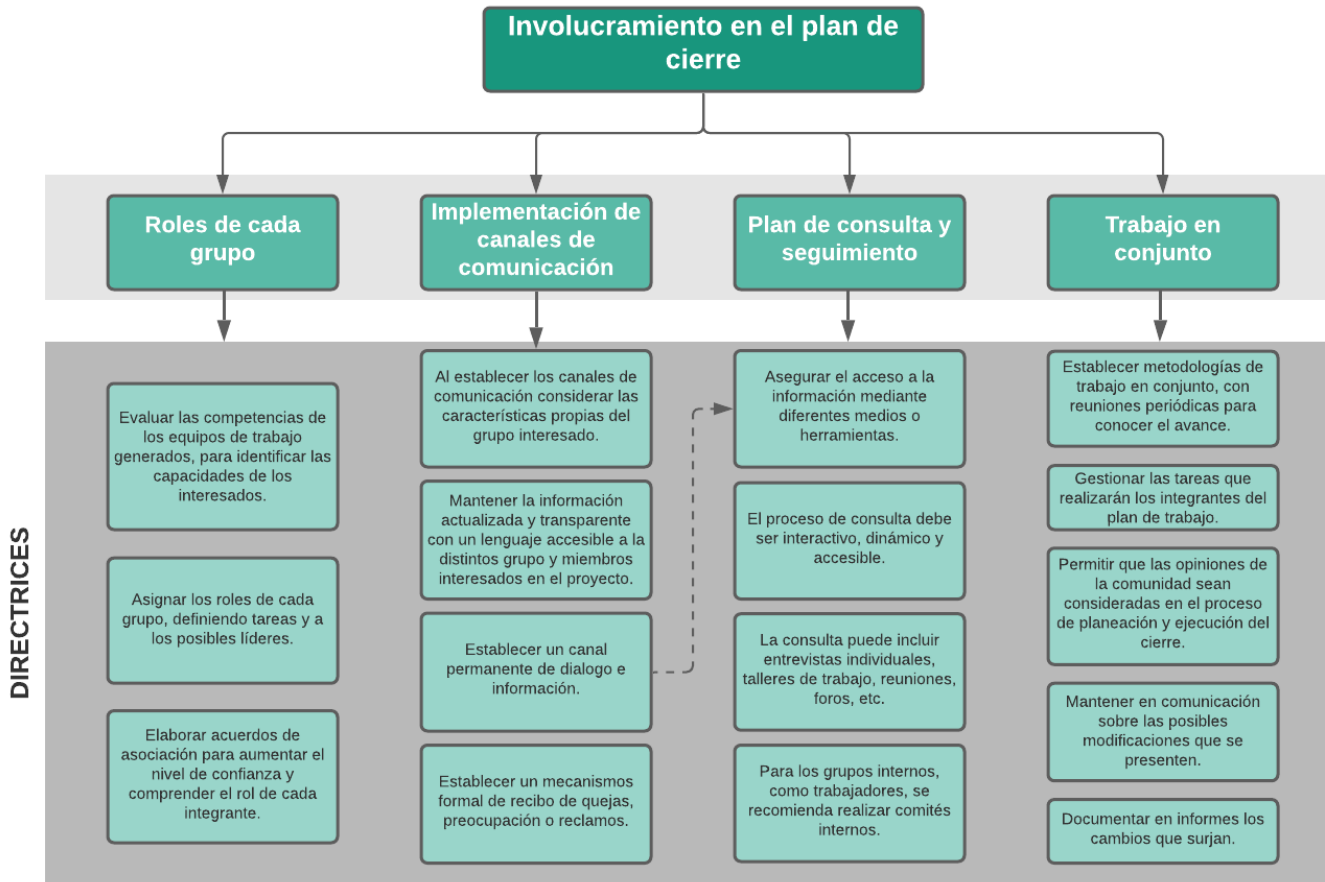 Involucramiento en el plan de
cierre
Roles de cada
grupo
Implementación de
canales de
comunicación
Plan de consulta y
seguimiento
Trabajo en
conjunto
DIRECTRICES
Evaluar las competencias de
los equipos de trabajo
generados, para identificar las
capacidades de los
interesados.
Asignar los roles de cada
grupo, definiendo tareas y a
los posibles líderes.
Elaborar acuerdos de
asociación para aumentar el
nivel de confianza y
comprender el rol de cada
integrante.
Al establecer los canales de
comunicación considerar las
características propias del
grupo interesado.
Mantener la información
actualizada y transparente
con un lenguaje accesible a la
distintos grupo y miembros
interesados en el proyecto.
Establecer un canal
permanente de dialogo e
información.
Establecer un mecanismos
formal de recibo de quejas,
preocupación o reclamos.
Asegurar el acceso a la
información mediante
diferentes medios o
herramientas.
El proceso de consulta debe
ser interactivo, dinámico y
accesible.
La consulta puede incluir
entrevistas individuales,
talleres de trabajo, reuniones,
foros, etc.
Para los grupos internos,
como trabajadores, se
recomienda realizar comités
internos.
Establecer metodologías de
trabajo en conjunto, con
reuniones periódicas para
conocer el avance.
Gestionar las tareas que
realizarán los integrantes del
plan de trabajo.
Permitir que las opiniones de
la comunidad sean
consideradas en el proceso
de planeación y ejecución del
cierre.
Mantener en comunicación
sobre las posibles
modificaciones que se
presenten.
Documentar en informes los
cambios que surjan.